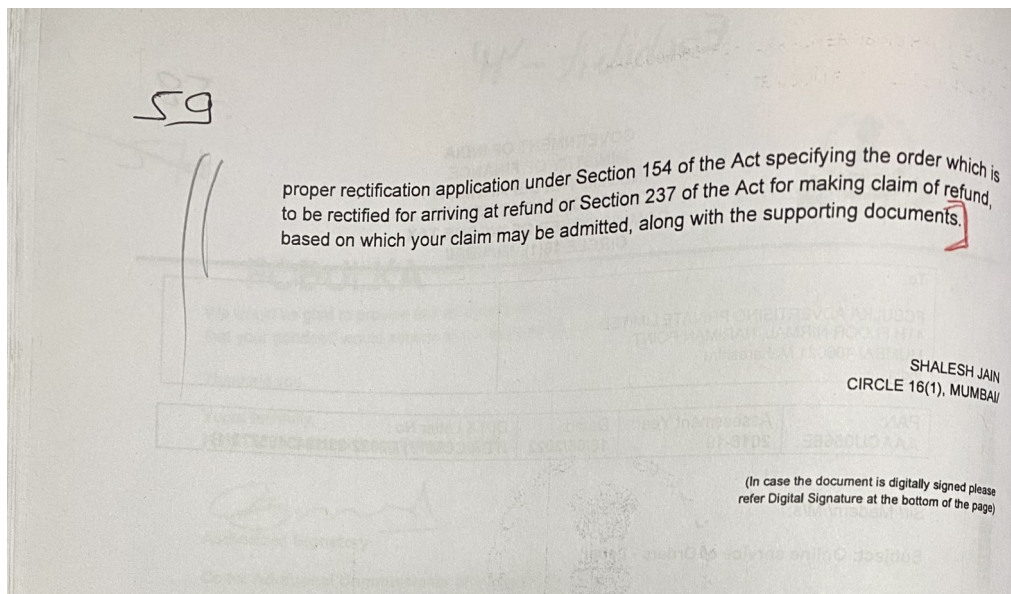 59
proper rectification application under Section 154 of the Act specifying the order which is
to be rectified for arriving at refund or Section 237 of the Act for making claim of refund,
based on which your claim may be admitted, along with the supporting documents.
SHALESH JAIN
CIRCLE 16(1), MUMBAI
(In case the document is digitally signed please
refer Digital Signature at the bottom of the page)